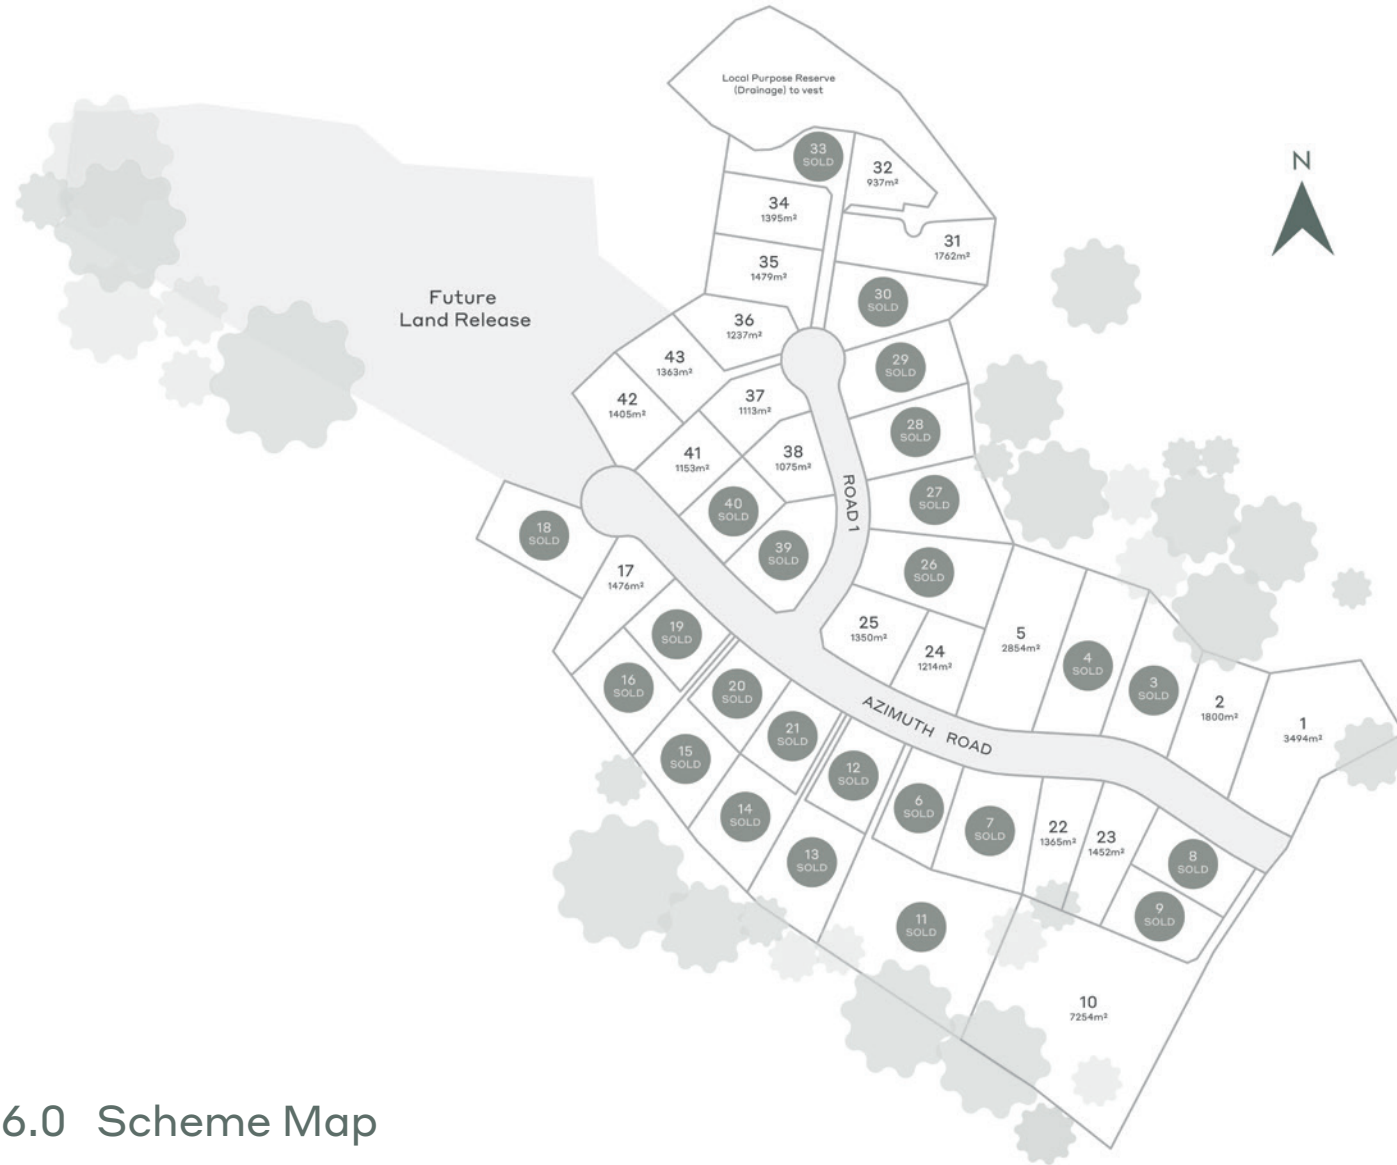 Local Purpose Reserve
(Drainage) to vest
33
SOLD
32
937m²
N
34
1395m²
31
1762m²
35
1479m²
30
SOLD
Future
Land Release
36
1237m²
43
1363m²
29
SOLD
42
1405m²
37
1113m²
28
SOLD
41
1153m²
38
1075m²
ROAD 1
27
SOLD
40
SOLD
18
SOLD
39
SOLD
17
1476m²
26
SOLD
19
SOLD
25
1350m²
24
1214m²
5
2854m²
4
SOLD
3
SOLD
2
1800m²
1
3494m²
16
SOLD
20
SOLD
21
SOLD
AZIMUTH ROAD
15
SOLD
12
SOLD
14
SOLD
6
SOLD
7
SOLD
22
1365m²
23
1452m²
8
SOLD
13
SOLD
9
SOLD
11
SOLD
10
7254m²
6.0 Scheme Map